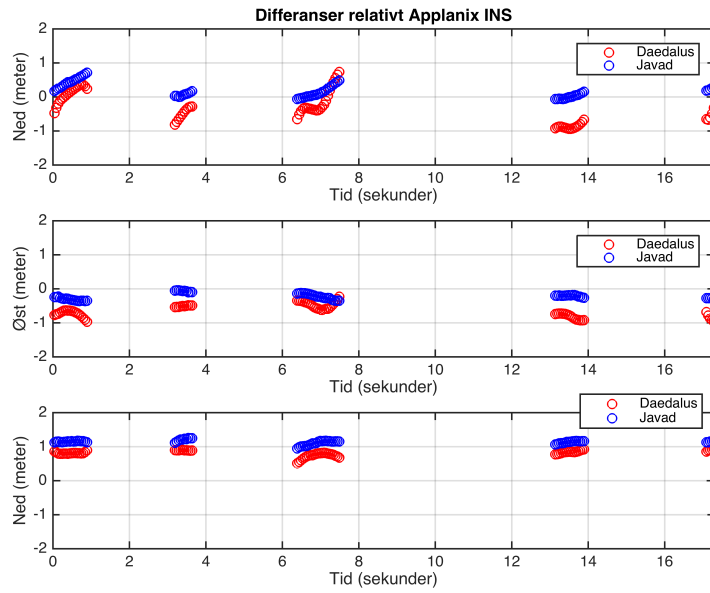 Differanser relativt Applanix INS
Ned (meter)
2
1
0
-1
-2
Daedalus
Javad
0 2 4 6 8 10 12 14 16
Tid (sekunder)
Øst (meter)
2
1
0
-1
-2
Daedalus
Javad
0 2 4 6 8 10 12 14 16
Tid (sekunder)
Ned (meter)
2
1
0
-1
-2
Daedalus
Javad
0 2 4 6 8 10 12 14 16
Tid (sekunder)